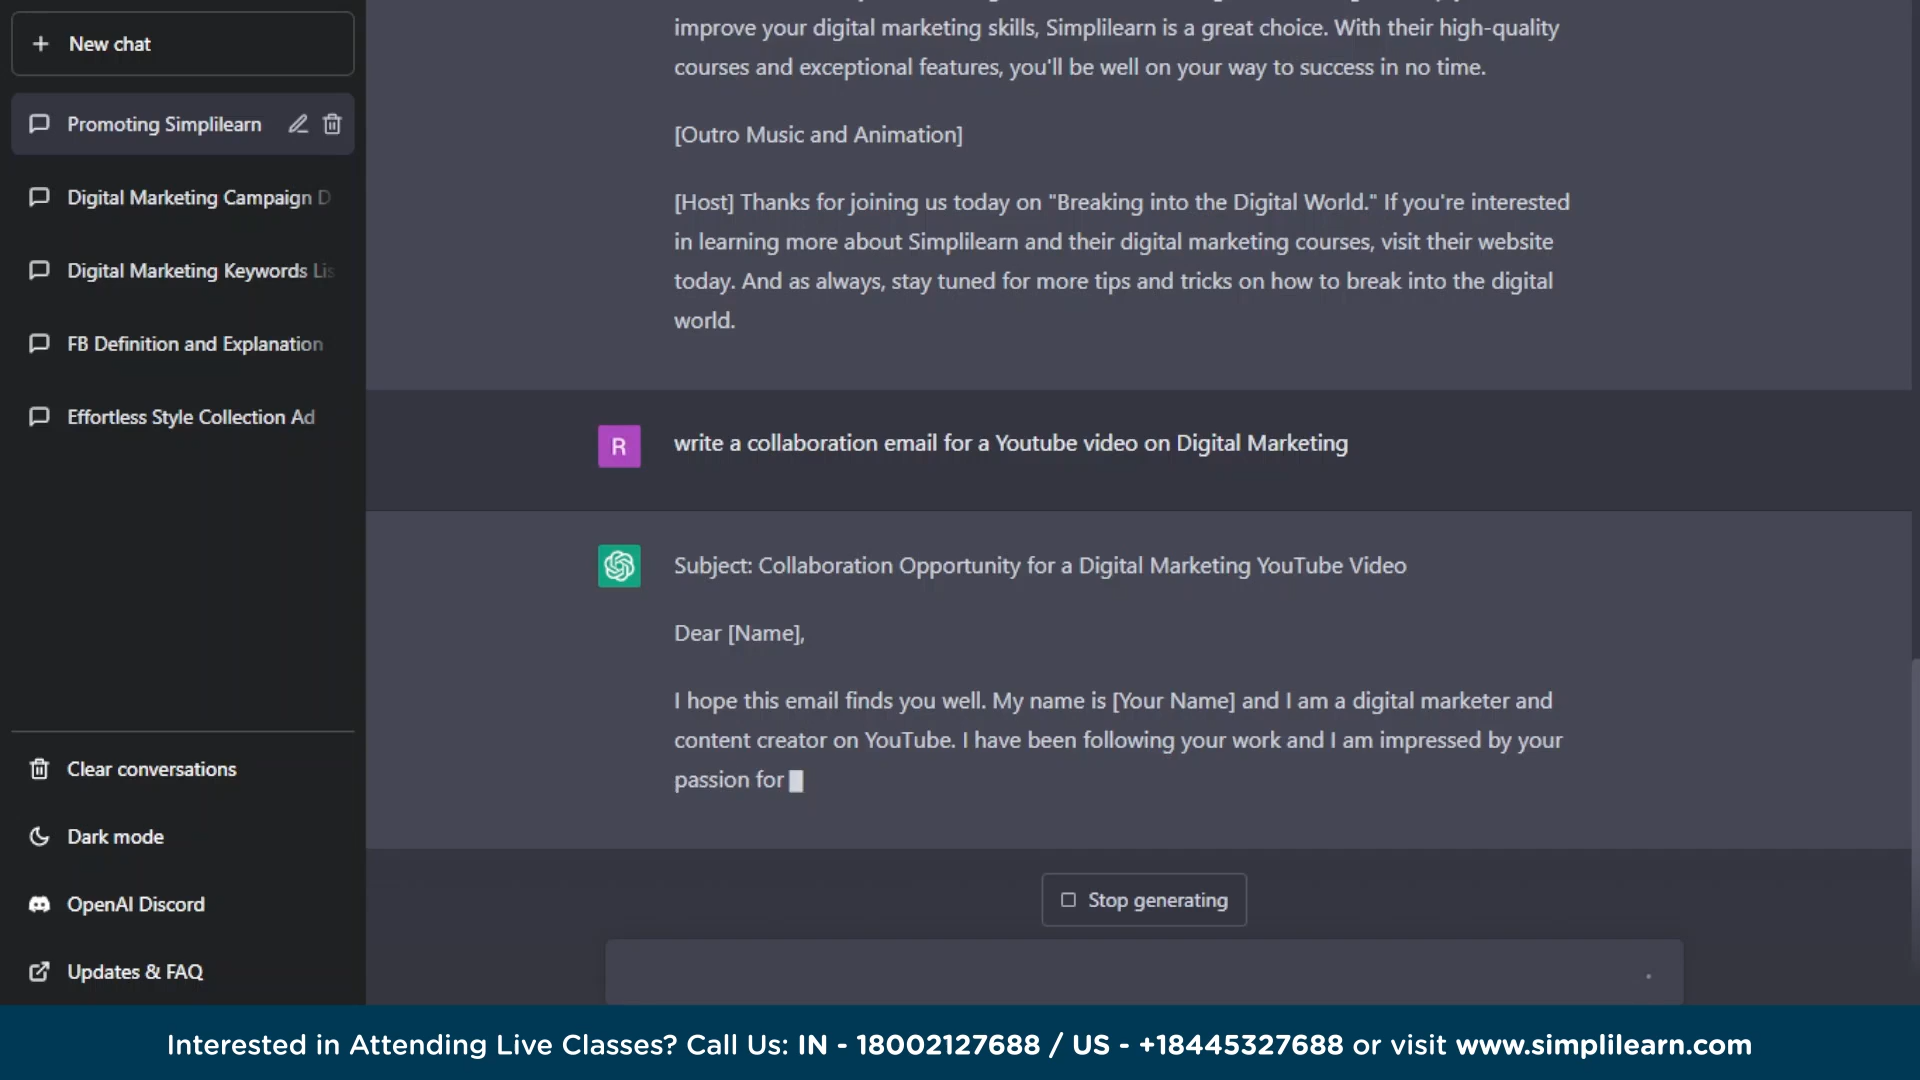 New chat
Promoting Simplilearn
Digital Marketing Campaign D
Digital Marketing Keywords Lis
FB Definition and Explanation
Effortless Style Collection Ad
Clear conversations
Dark mode
OpenAI Discord
Updates & FAQ
improve your digital marketing skills, Simplilearn is a great choice. With their high-quality
courses and exceptional features, you'll be well on your way to success in no time.
[Outro Music and Animation]
[Host] Thanks for joining us today on "Breaking into the Digital World." If you're interested
in learning more about Simplilearn and their digital marketing courses, visit their website
today. And as always, stay tuned for more tips and tricks on how to break into the digital
world.
R
write a collaboration email for a Youtube video on Digital Marketing
Subject: Collaboration Opportunity for a Digital Marketing YouTube Video
Dear [Name],
I hope this email finds you well. My name is [Your Name] and I am a digital marketer and
content creator on YouTube. I have been following your work and I am impressed by your
passion for
Stop generating
Interested in Attending Live Classes? Call Us: IN - 18002127688 / US - +18445327688 or visit www.simplilearn.com